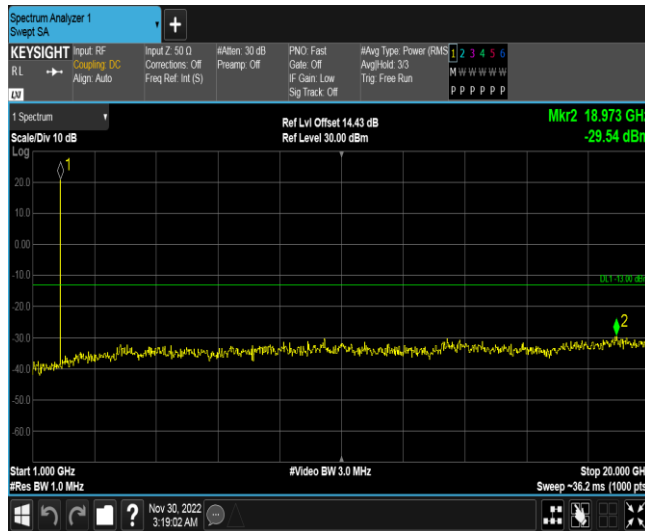 Spectrum Analyzer 1
Swept SA
KEYSIGHT Input: RF Input Z: 50 Ω #Atten: 30 dB PNO: Fast #Avg Type: Power (RMS 1 2 3 4 5 6
RL Coupling: DC Corrections: Off Preamp: Off Gate: Off Avg|Hold: 3/3 M W W W W W
Align: Auto Freq Ref: Int (S) IF Gain: Low Trig: Free Run
LXI Sig Track: Off P P P P P P
1 Spectrum Ref Lvl Offset 14.43 dB Mkr2 18.973 GH
Scale/Div 10 dB Ref Level 30.00 dBm -29.54 dBm
Log
1
20.0
10.0
0.00
-10.0
DL1 -13.00 dBm
-20.0
2
-30.0
-40.0
-50.0
-60.0
Start 1.000 GHz #Video BW 3.0 MHz Stop 20.000 GH
#Res BW 1.0 MHz Sweep ~36.2 ms (1000 pts
? Nov 30, 2022
3:19:02 AM